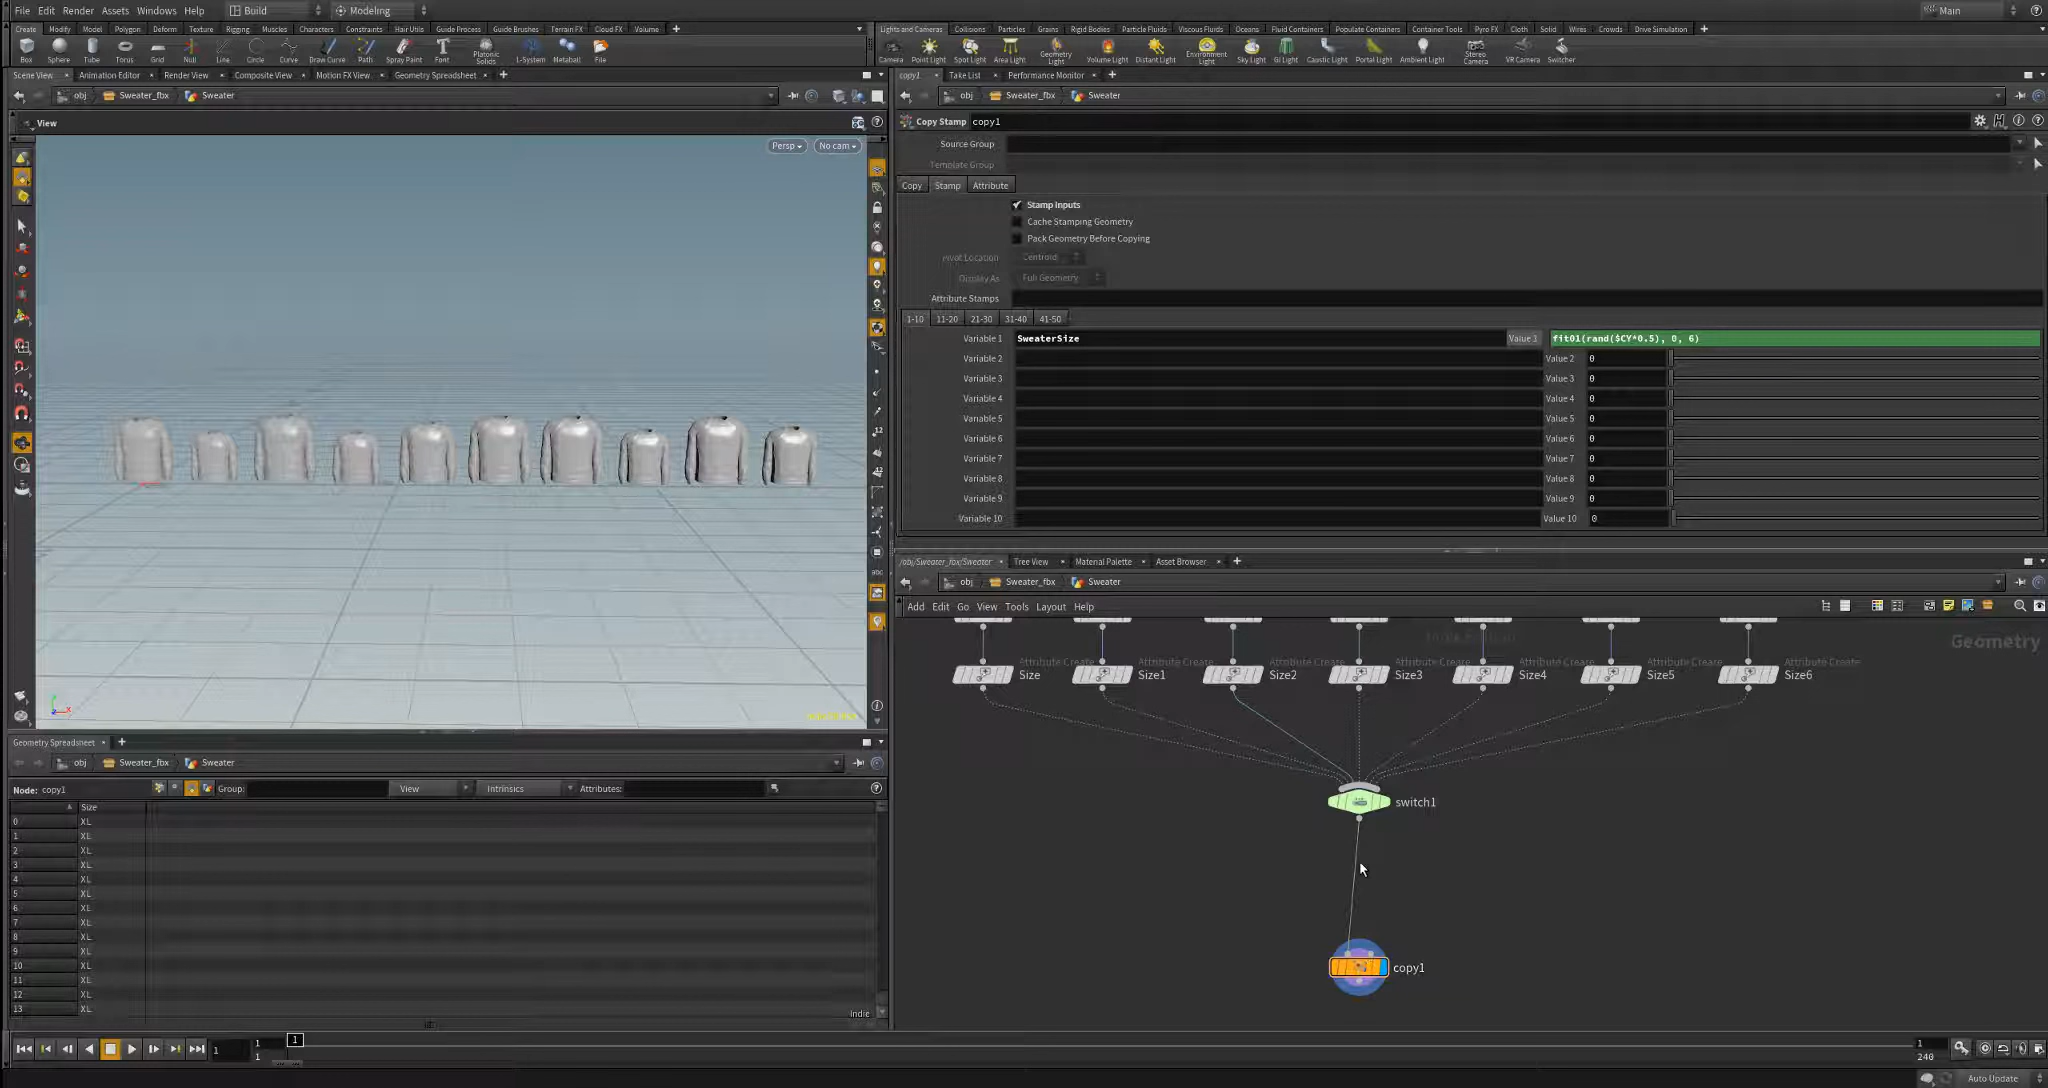 File Edit Render Assets Windows Help Build Modeling Main
Create Modify Model Polygon Deform Texture Rigging Muscles Characters Constraints Hair Utils Guide Process Guide Brushes Terrain FX Cloud FX Volume
Lights and Cameras Collisions Particles Grains Rigid Bodies Particle Fluids Viscous Fluids Oceans Fluid Containers Populate Containers Container Tools Pyro FX Cloth Solid Wires Crowds Drive Simulation
Box Sphere Tube Torus Grid Null Line Circle Curve Draw Curve Path Spray Paint Font Platonic Solids L-System Metaball File
Camera Point Light Spot Light Area Light Geometry Light Volume Light Distant Light Environment Light Sky Light GI Light Caustic Light Portal Light Ambient Light Stereo Camera VR Camera Switcher
Scene View Animation Editor Render View Composite View Motion FX View Geometry Spreadsheet
copy1 Take List Performance Monitor
obj Sweater_fbx Sweater
obj Sweater_fbx Sweater
View
Persp No cam
Copy Stamp copy1
Source Group
Template Group
Copy Stamp Attribute
Stamp Inputs
Cache Stamping Geometry
Pack Geometry Before Copying
Pivot Location Centroid
Display As Full Geometry
Attribute Stamps
1-10 11-20 21-30 31-40 41-50
Variable 1 SweaterSize Value 1 fit01(rand($CY*0.5), 0, 6)
Variable 2 Value 2 0
Variable 3 Value 3 0
Variable 4 Value 4 0
Variable 5 Value 5 0
Variable 6 Value 6 0
Variable 7 Value 7 0
Variable 8 Value 8 0
Variable 9 Value 9 0
Variable 10 Value 10 0
/obj/Sweater_fbx/Sweater Tree View Material Palette Asset Browser
obj Sweater_fbx Sweater
Add Edit Go View Tools Layout Help
Geometry
Attribute Create Attribute Create Attribute Create Attribute Create Attribute Create Attribute Create Attribute Create
Size Size1 Size2 Size3 Size4 Size5 Size6
switch1
copy1
Geometry Spreadsheet
obj Sweater_fbx Sweater
Node: copy1 Group: View Intrinsics Attributes:
Size
0 XL
1 XL
2 XL
3 XL
4 XL
5 XL
6 XL
7 XL
8 XL
9 XL
10 XL
11 XL
12 XL
13 XL
Indie
1 1 1
1
1
240
Auto Update